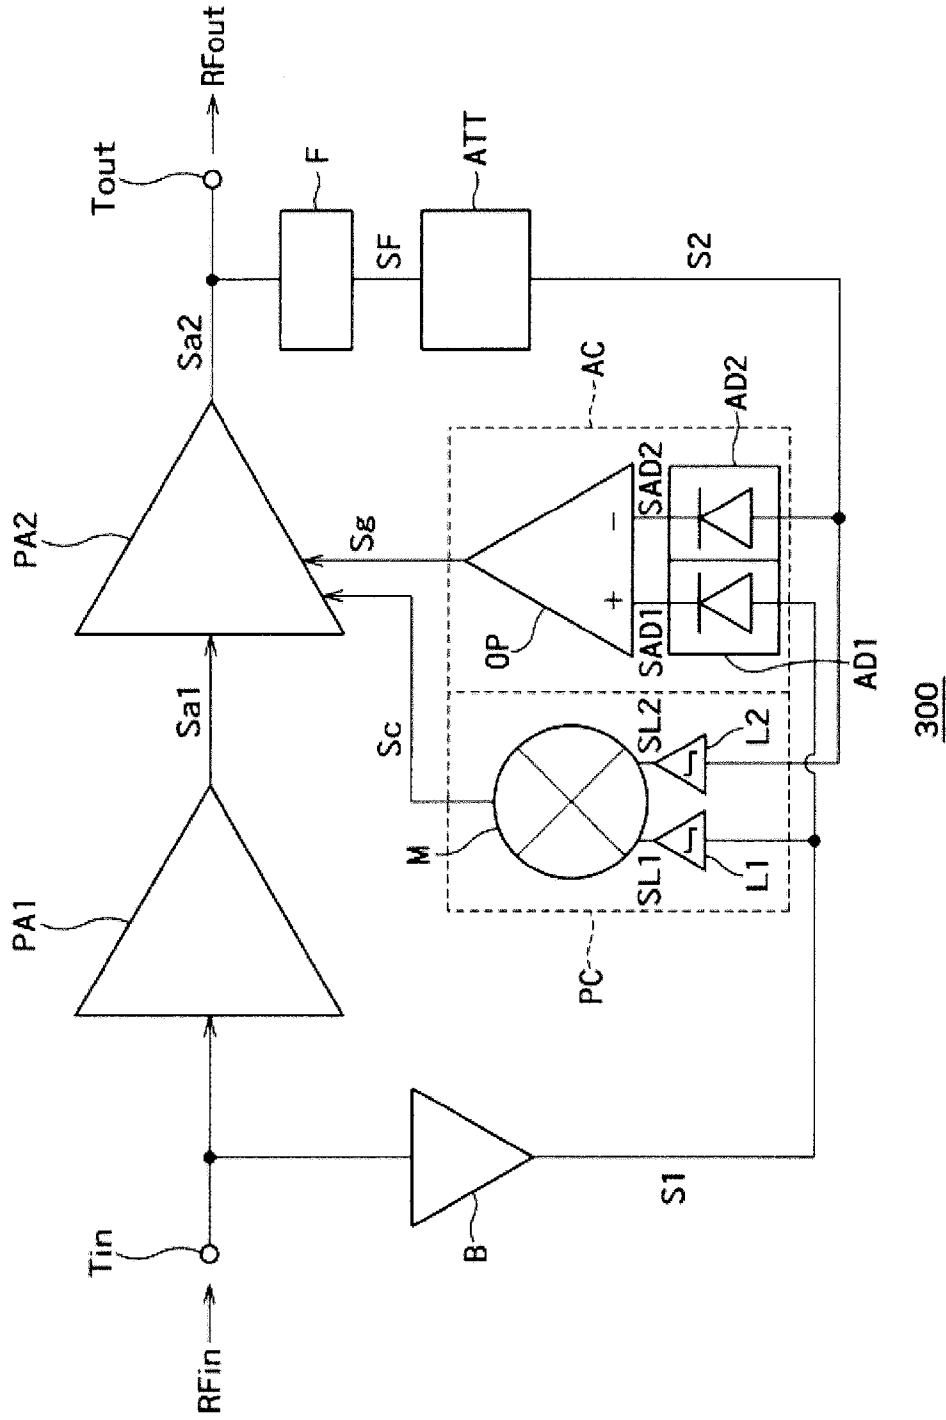 PA1
PA2
Tin
Tout
RFin
Sa1
Sa2
RFout
F
Sc
Sg
SF
B
ATT
M
OP
PC
AC
S1
SL1
SL2
SAD1
SAD2
S2
+
−
L1
L2
AD2
AD1
300